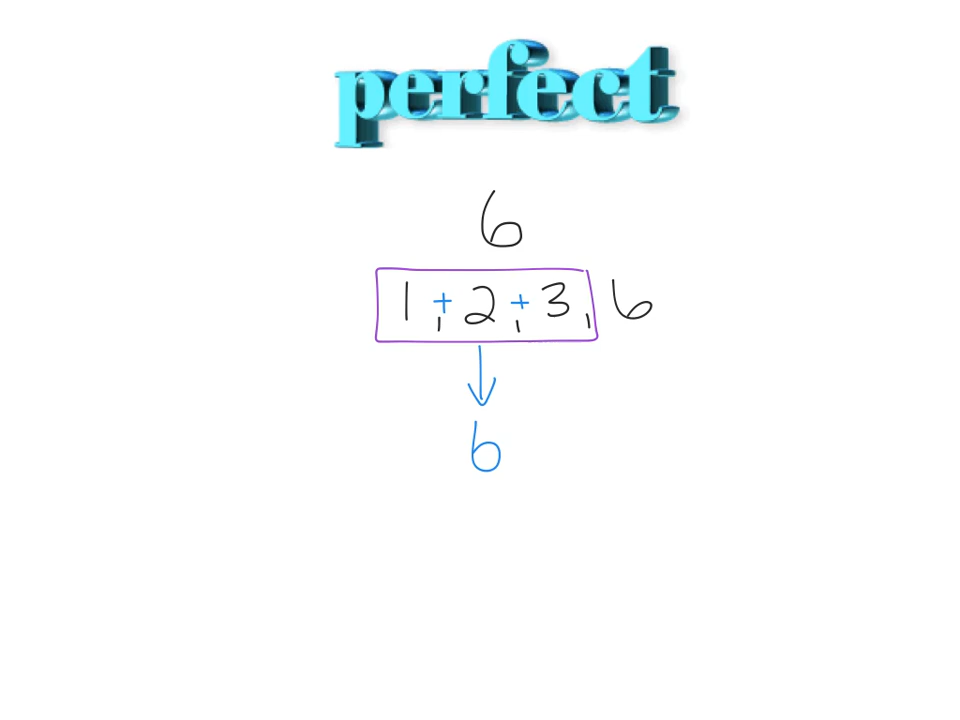 perfect
6
1 + , 2 + , 3 , 6
6